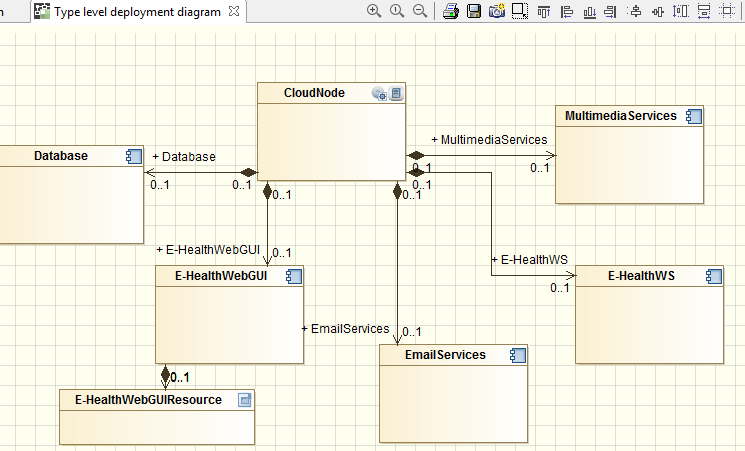 n
Type level deployment diagram
CloudNode
MultimediaServices
+ MultimediaServices
Database
+ Database
0..1
0..1
0..1
0..1
0..1
0..1
0..1
+ E-HealthWebGUI
0..1
+ E-HealthWS
0..1
E-HealthWebGUI
E-HealthWS
+ EmailServices
0..1
EmailServices
0..1
E-HealthWebGUIResource